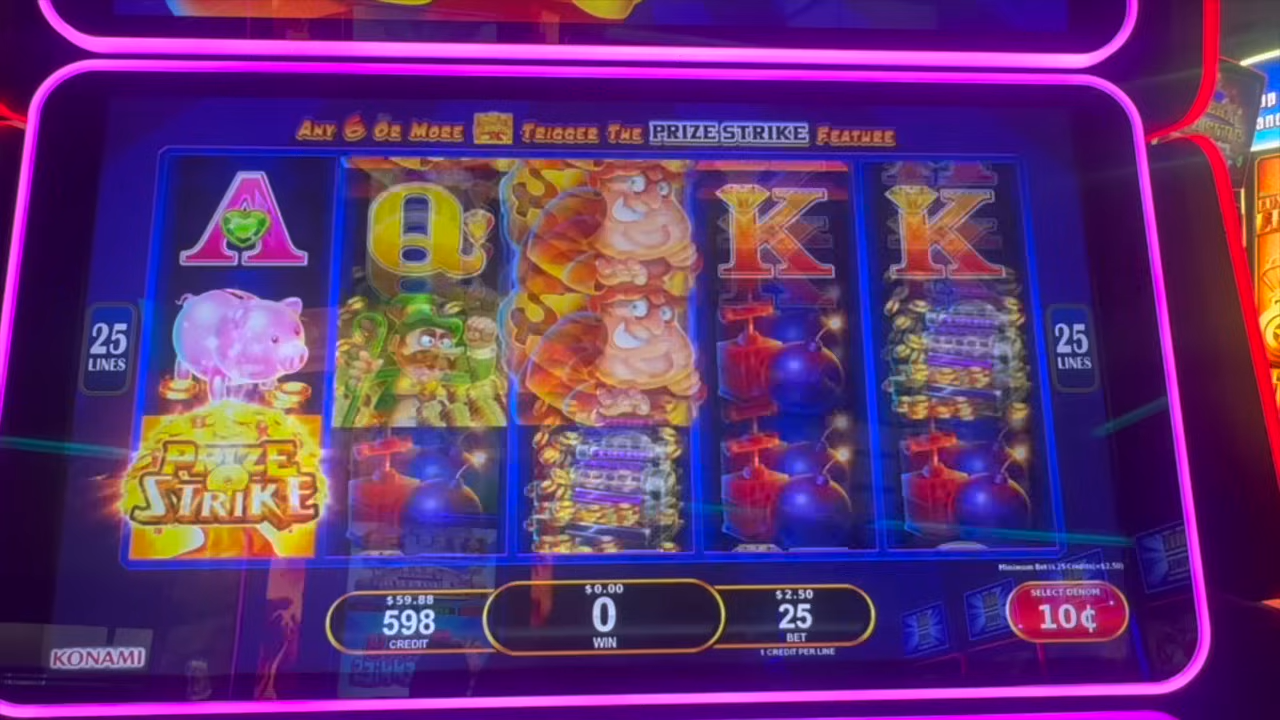 ANY 6 OR MORE TRIGGER THE PRIZE STRIKE FEATURE
A
Q
K
K
25
LINES
25
LINES
PRIZE
STRIKE
$59.88
598
CREDIT
$0.00
0
WIN
$2.50
25
BET
1 CREDIT PER LINE
SELECT DENOM
10¢
KONAMI